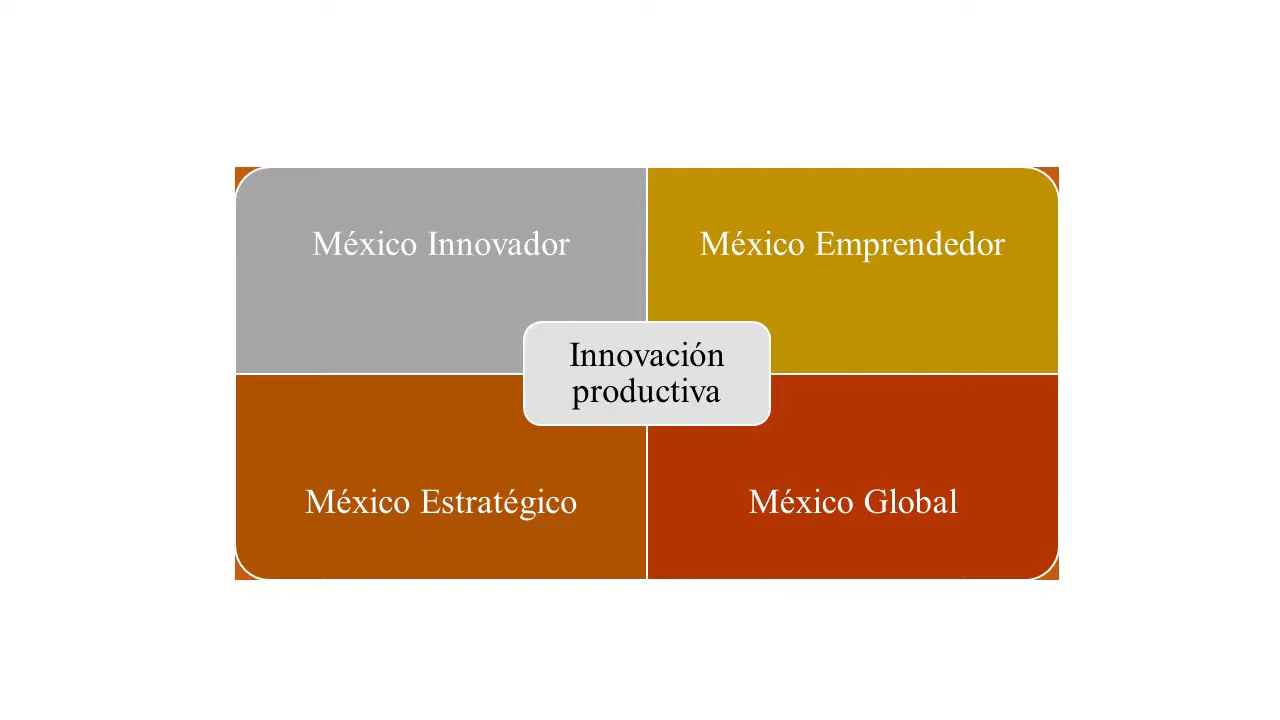 México Innovador
México Emprendedor
Innovación
productiva
México Estratégico
México Global